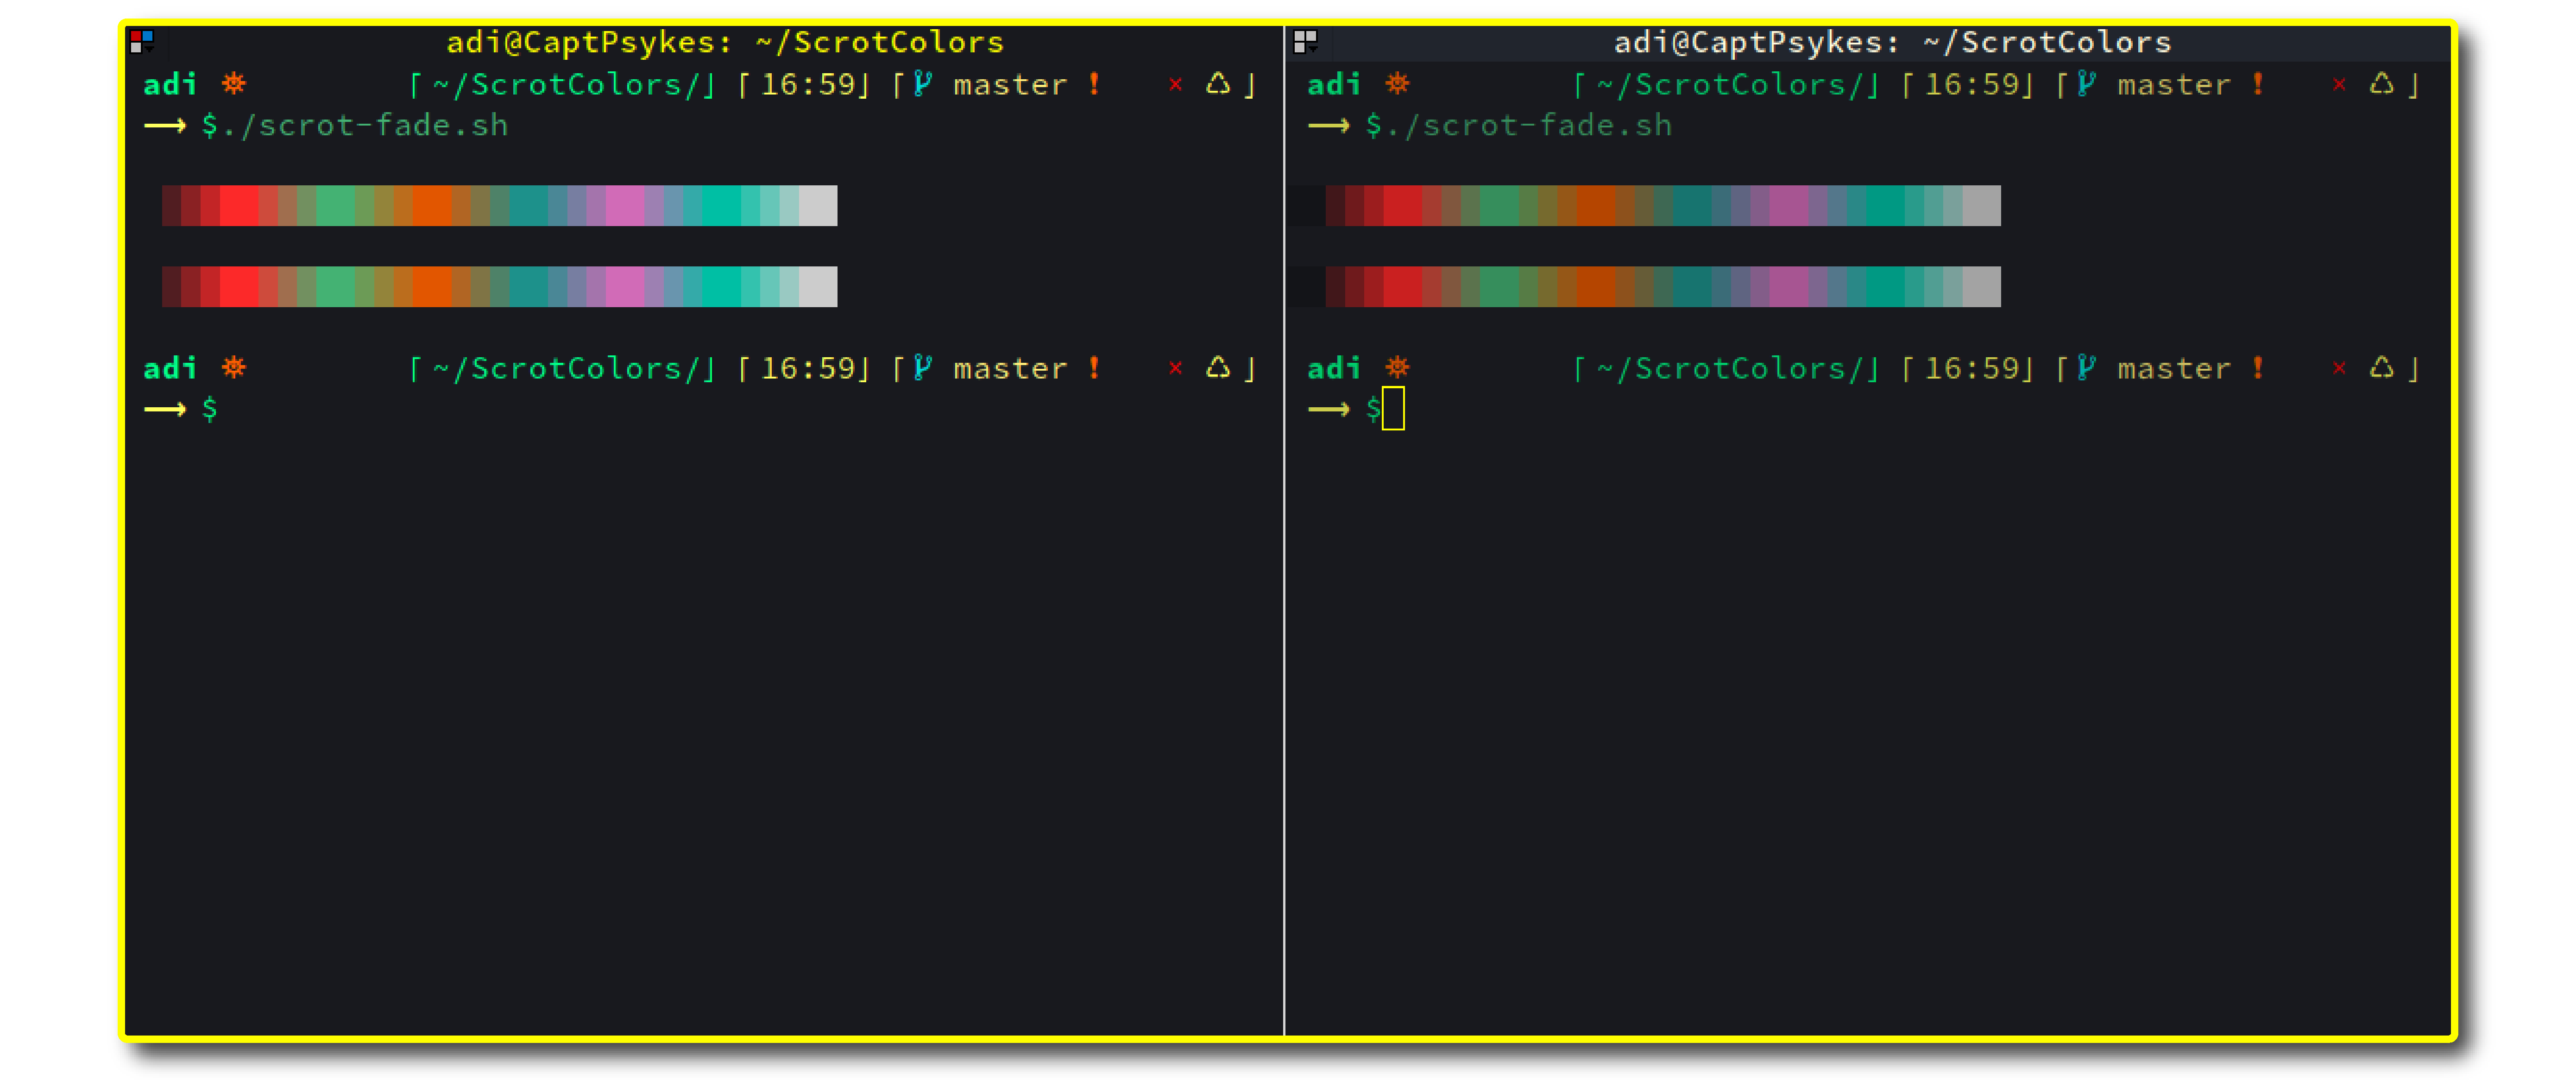 adi@CaptPsykes: ~/ScrotColors
adi ⎈ ⌈~/ScrotColors/⌋ ⌈16:59⌋ ⌈ master ! × ♺ ⌋
⟶ $./scrot-fade.sh
adi ⎈ ⌈~/ScrotColors/⌋ ⌈16:59⌋ ⌈ master ! × ♺ ⌋
⟶ $
adi@CaptPsykes: ~/ScrotColors
adi ⎈ ⌈~/ScrotColors/⌋ ⌈16:59⌋ ⌈ master ! × ♺ ⌋
⟶ $./scrot-fade.sh
adi ⎈ ⌈~/ScrotColors/⌋ ⌈16:59⌋ ⌈ master ! × ♺ ⌋
⟶ $